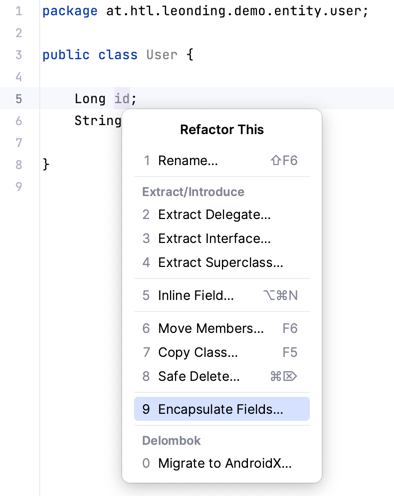 1 package at.htl.leonding.demo.entity.user;
2
3 public class User {
4
5 Long id;
6 String
7
8 }
9
Refactor This
1 Rename... ⇧F6
Extract/Introduce
2 Extract Delegate...
3 Extract Interface...
4 Extract Superclass...
5 Inline Field... ⌥⌘N
6 Move Members... F6
7 Copy Class... F5
8 Safe Delete... ⌘⌦
9 Encapsulate Fields...
Delombok
0 Migrate to AndroidX...